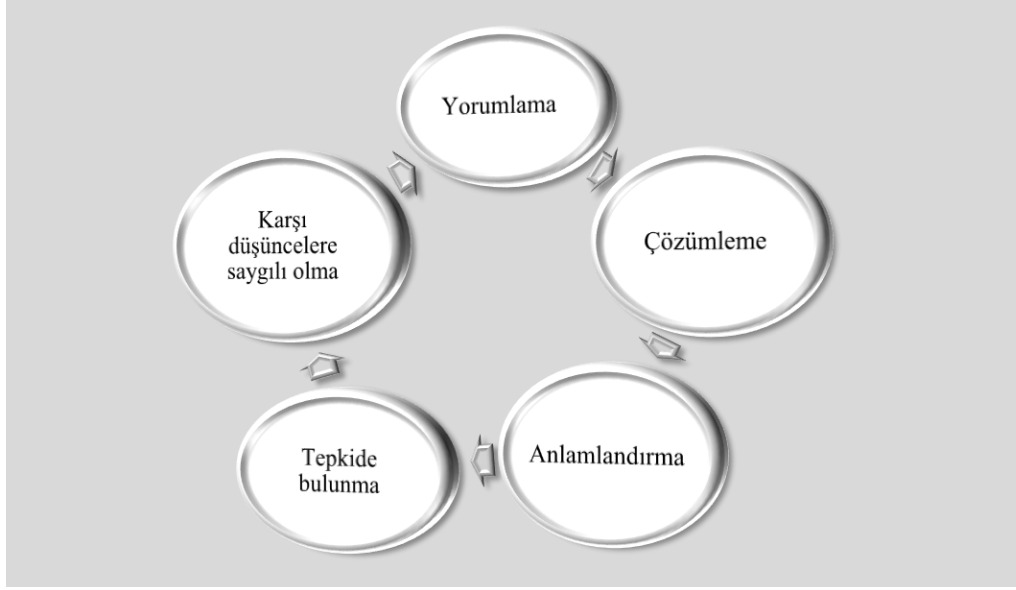 Yorumlama
Çözümleme
Anlamlandırma
Tepkide
bulunma
Karşı
düşüncelere
saygılı olma